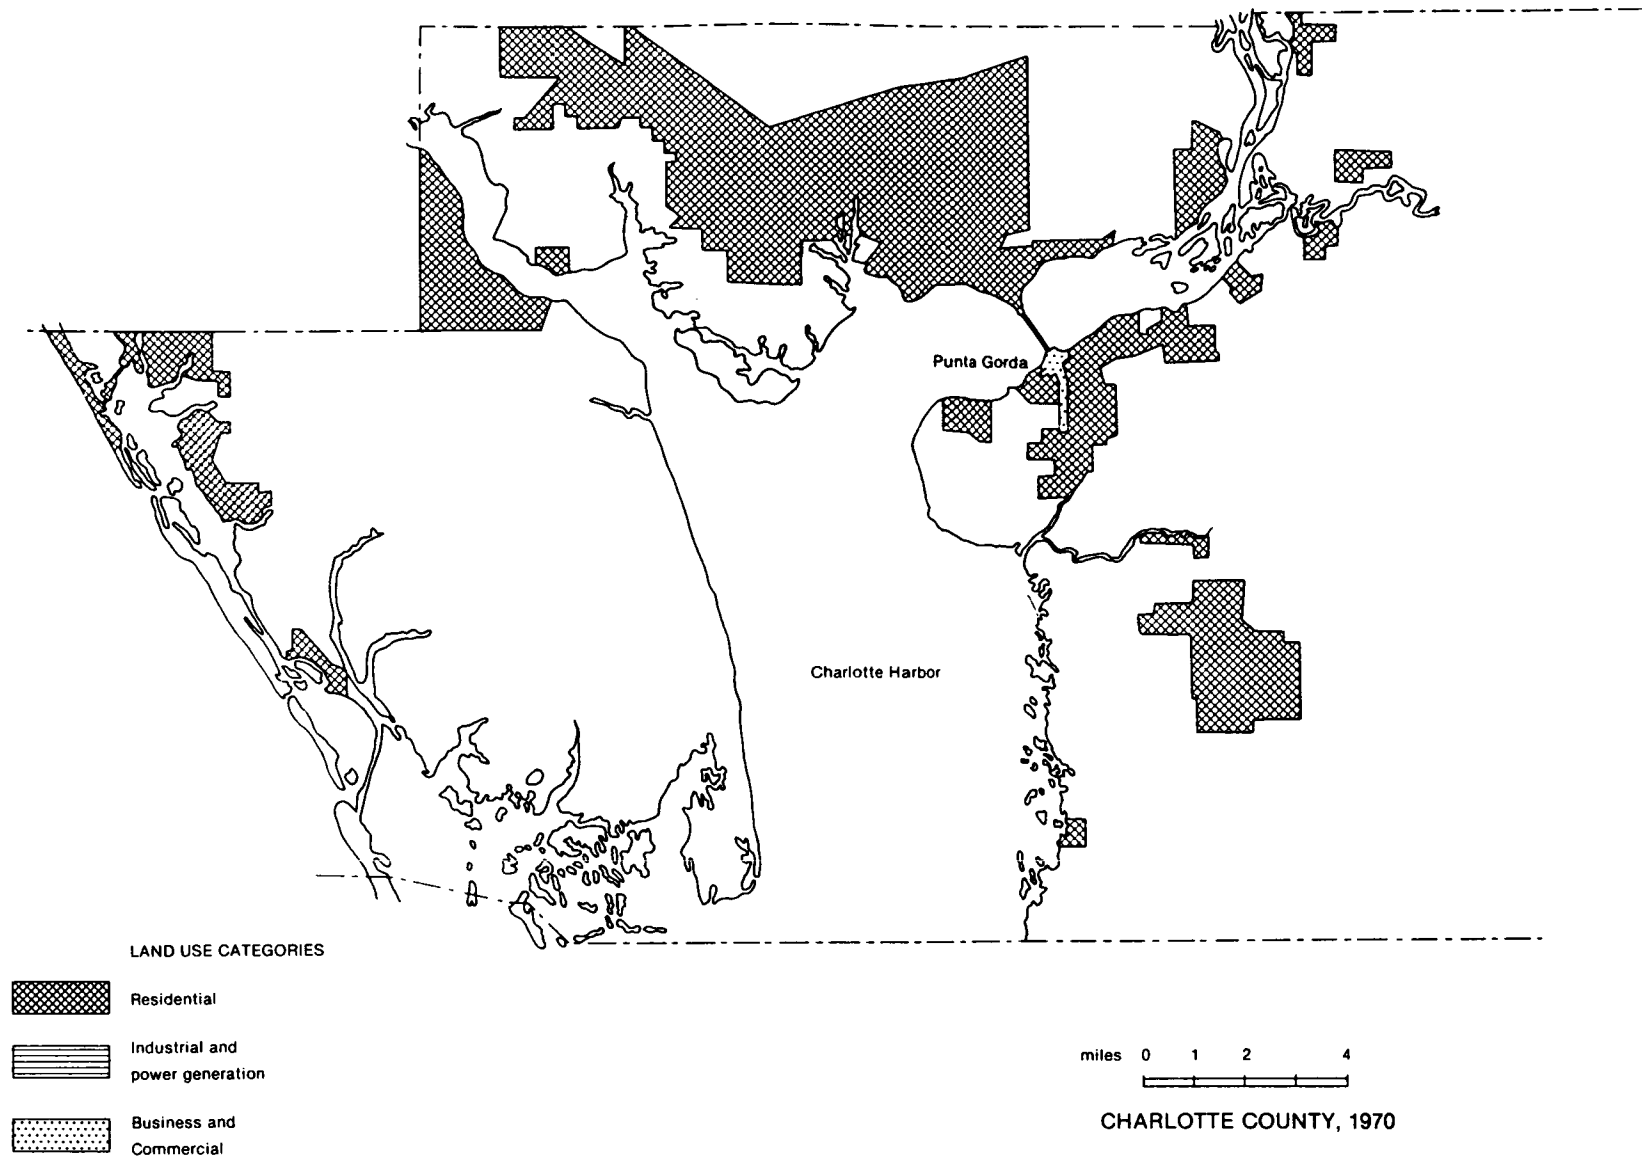 Punta Gorda
Charlotte Harbor
LAND USE CATEGORIES
Residential
Industrial and
power generation
Business and
Commercial
miles 0 1 2 4
CHARLOTTE COUNTY, 1970